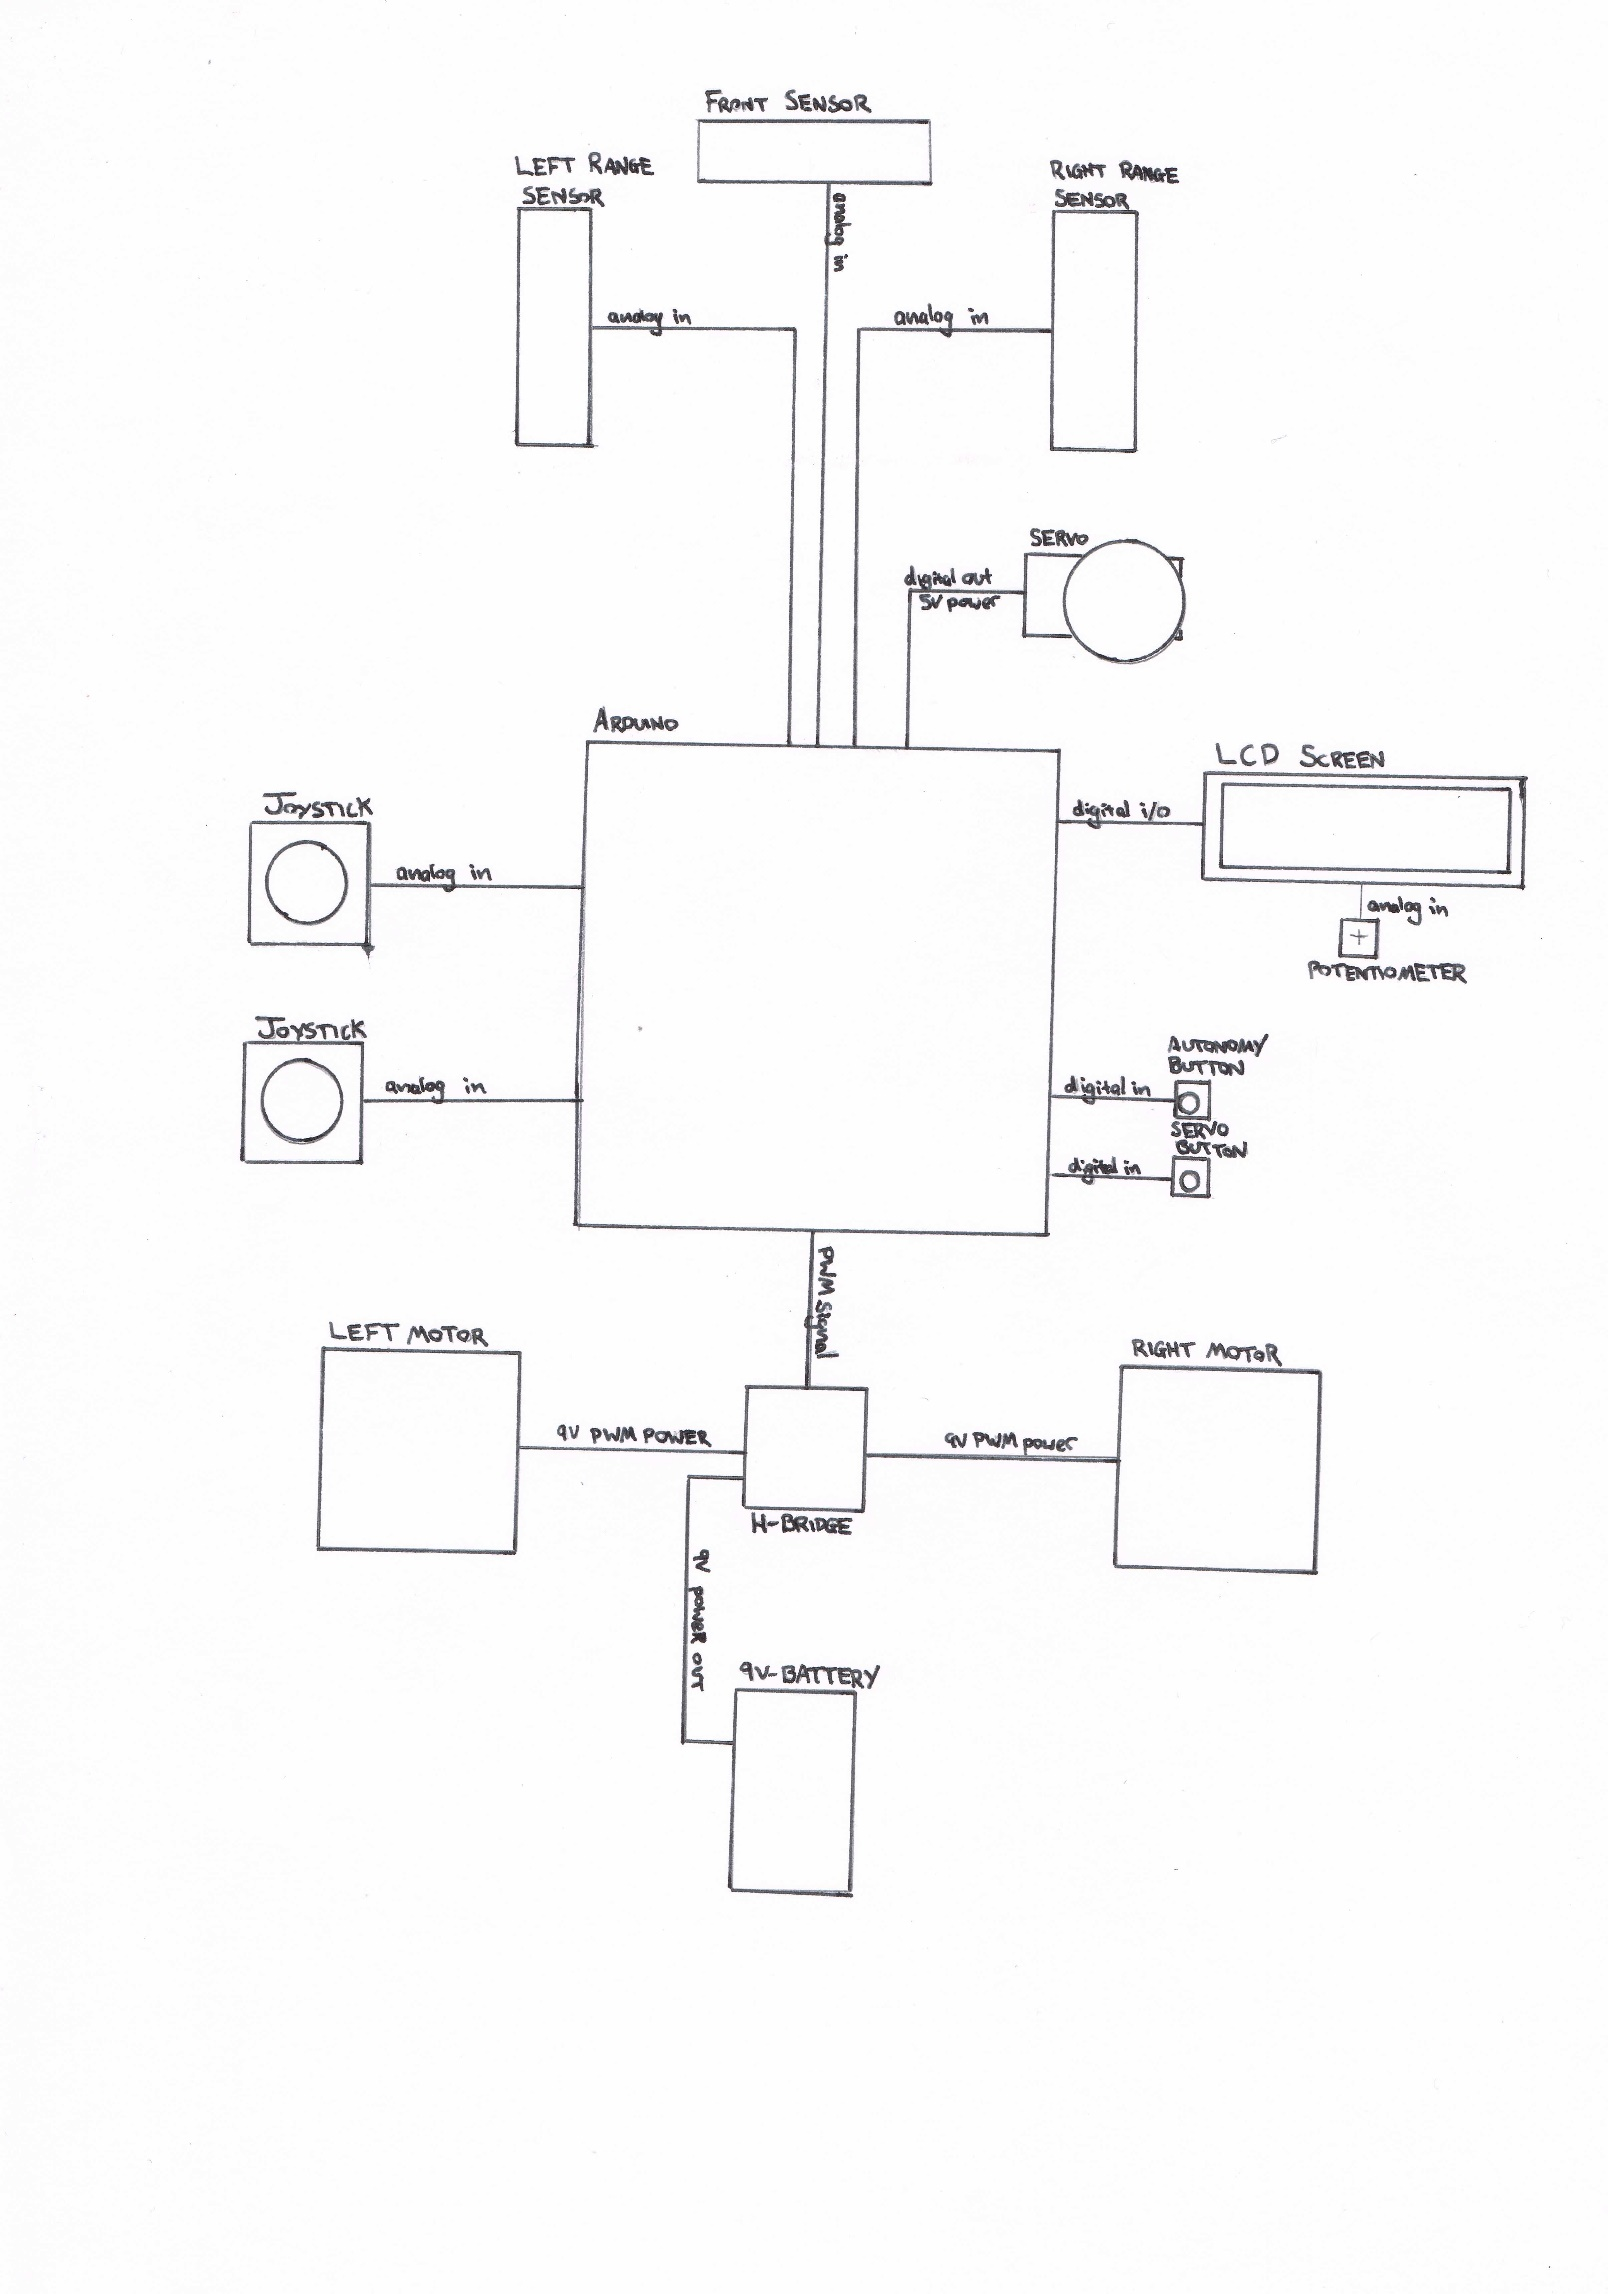 FRONT SENSOR
LEFT RANGE
SENSOR
RIGHT RANGE
SENSOR
analog in
analog in
analog in
SERVO
digital out
5V power
ARDUINO
LCD SCREEN
JOYSTICK
digital i/o
analog in
analog in
POTENTIOMETER
JOYSTICK
AUTONOMY
BUTTON
analog in
digital in
SERVO
BUTTON
digital in
PWM Signal
LEFT MOTOR
RIGHT MOTOR
9V PWM POWER
9V PWM power
H-BRIDGE
9V power out
9V-BATTERY